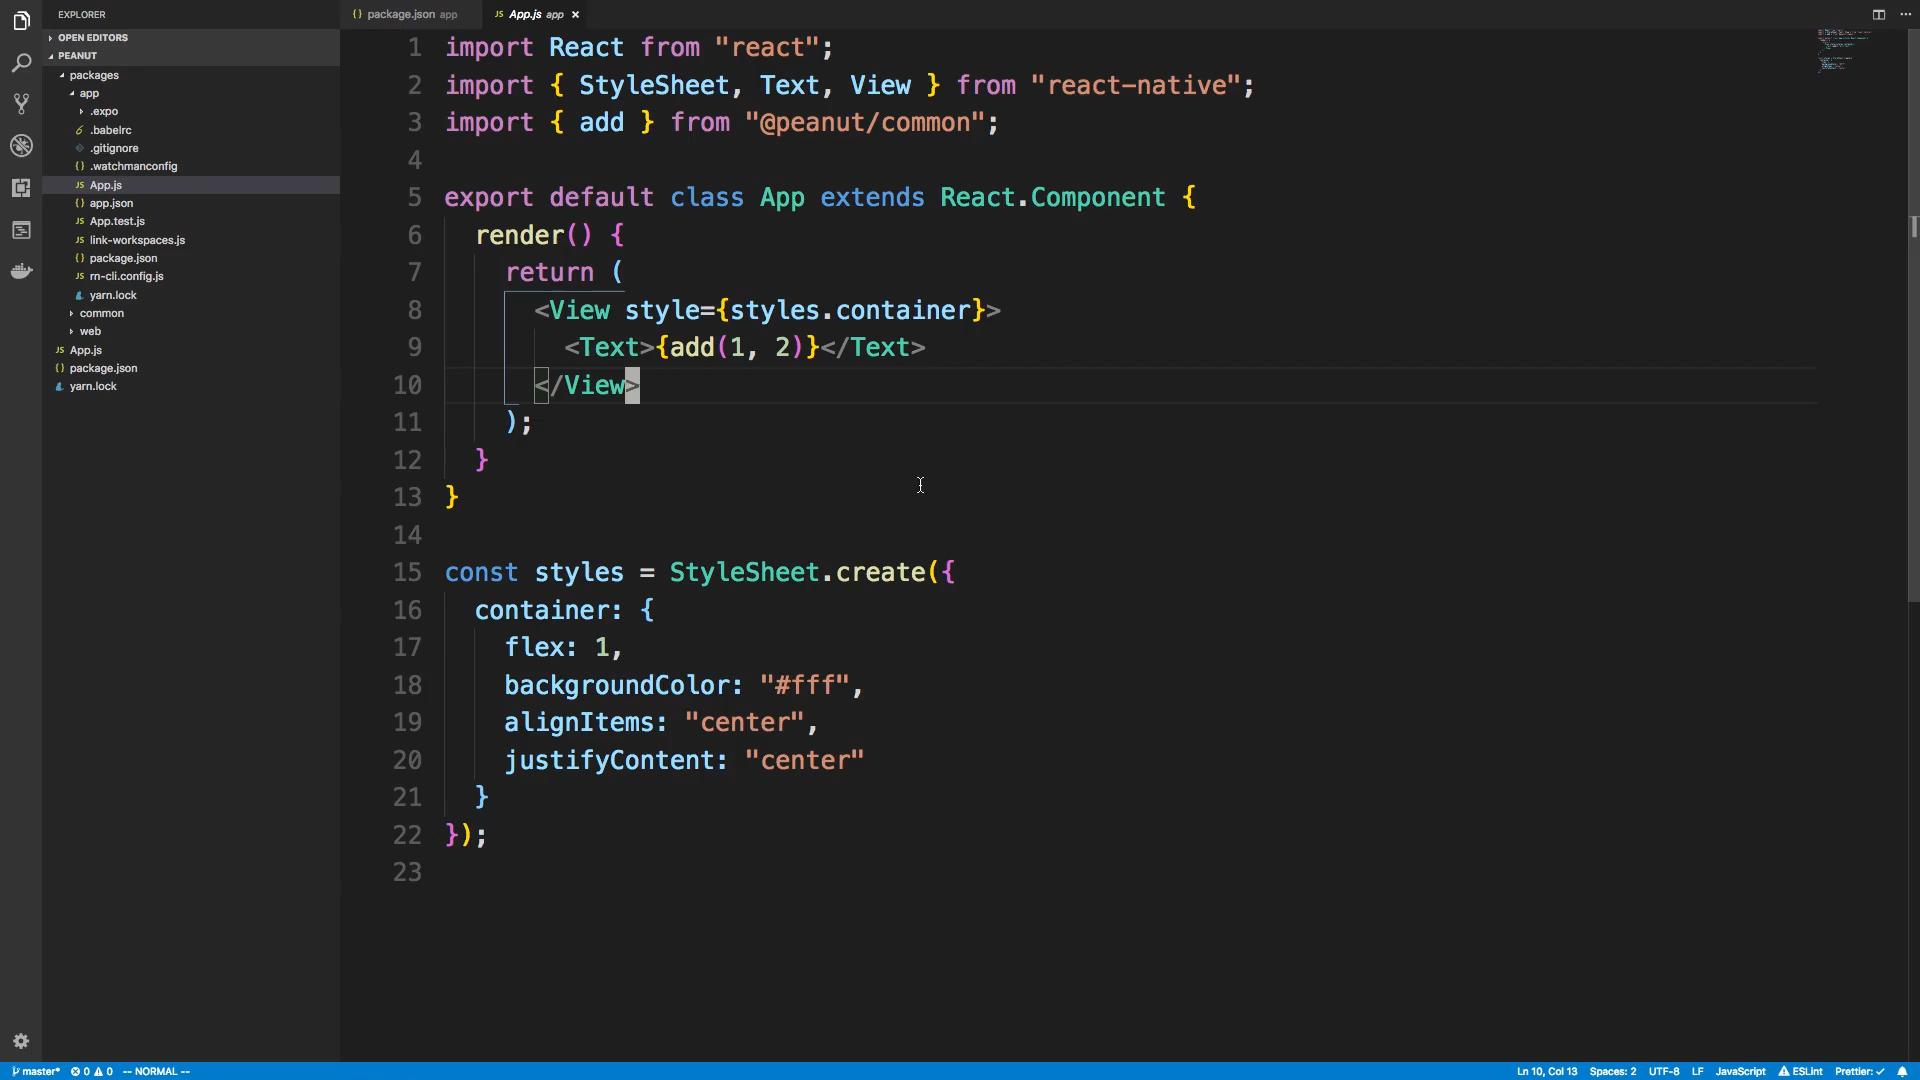 EXPLORER
OPEN EDITORS
PEANUT
packages
app
.expo
.babelrc
.gitignore
{} .watchmanconfig
JS App.js
{} app.json
JS App.test.js
JS link-workspaces.js
{} package.json
JS rn-cli.config.js
yarn.lock
common
web
JS App.js
{} package.json
yarn.lock
{} package.json app
JS App.js app ×
1 import React from "react";
2 import { StyleSheet, Text, View } from "react-native";
3 import { add } from "@peanut/common";
4
5 export default class App extends React.Component {
6 render() {
7 return (
8 <View style={styles.container}>
9 <Text>{add(1, 2)}</Text>
10 </View>
11 );
12 }
13 }
14
15 const styles = StyleSheet.create({
16 container: {
17 flex: 1,
18 backgroundColor: "#fff",
19 alignItems: "center",
20 justifyContent: "center"
21 }
22 });
23
master* 0 0 -- NORMAL -- Ln 10, Col 13 Spaces: 2 UTF-8 LF JavaScript ESLint Prettier: ✓